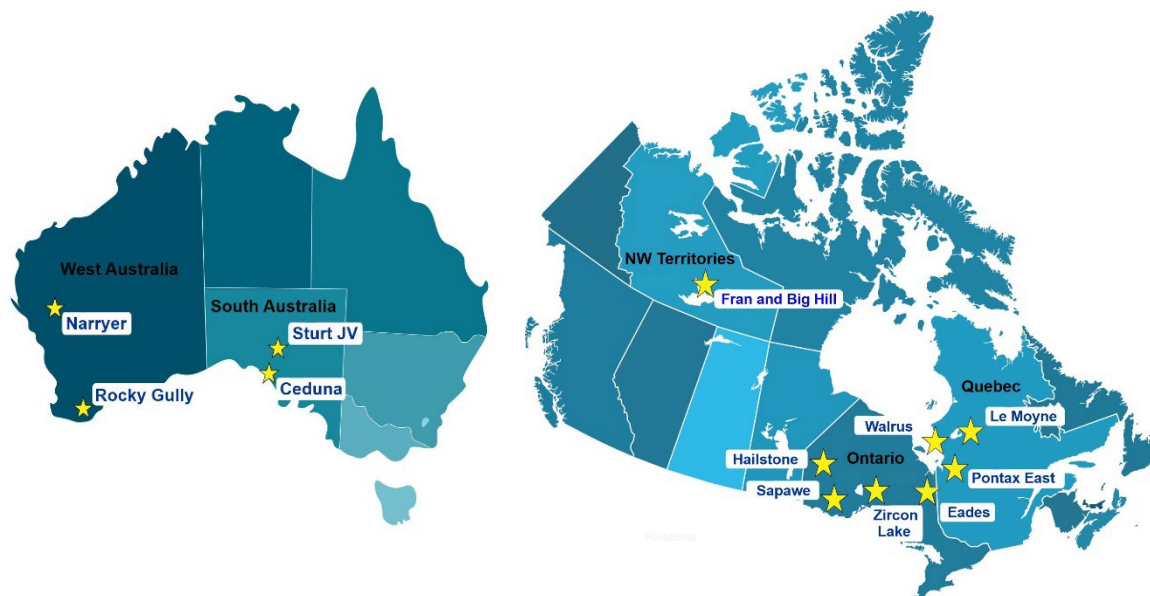 West Australia
Narryer
Rocky Gully
South Australia
Sturt JV
Ceduna
NW Territories
Fran and Big Hill
Quebec
Le Moyne
Walrus
Hailstone
Ontario
Pontax East
Sapawe
Zircon
Lake
Eades
Hailstone